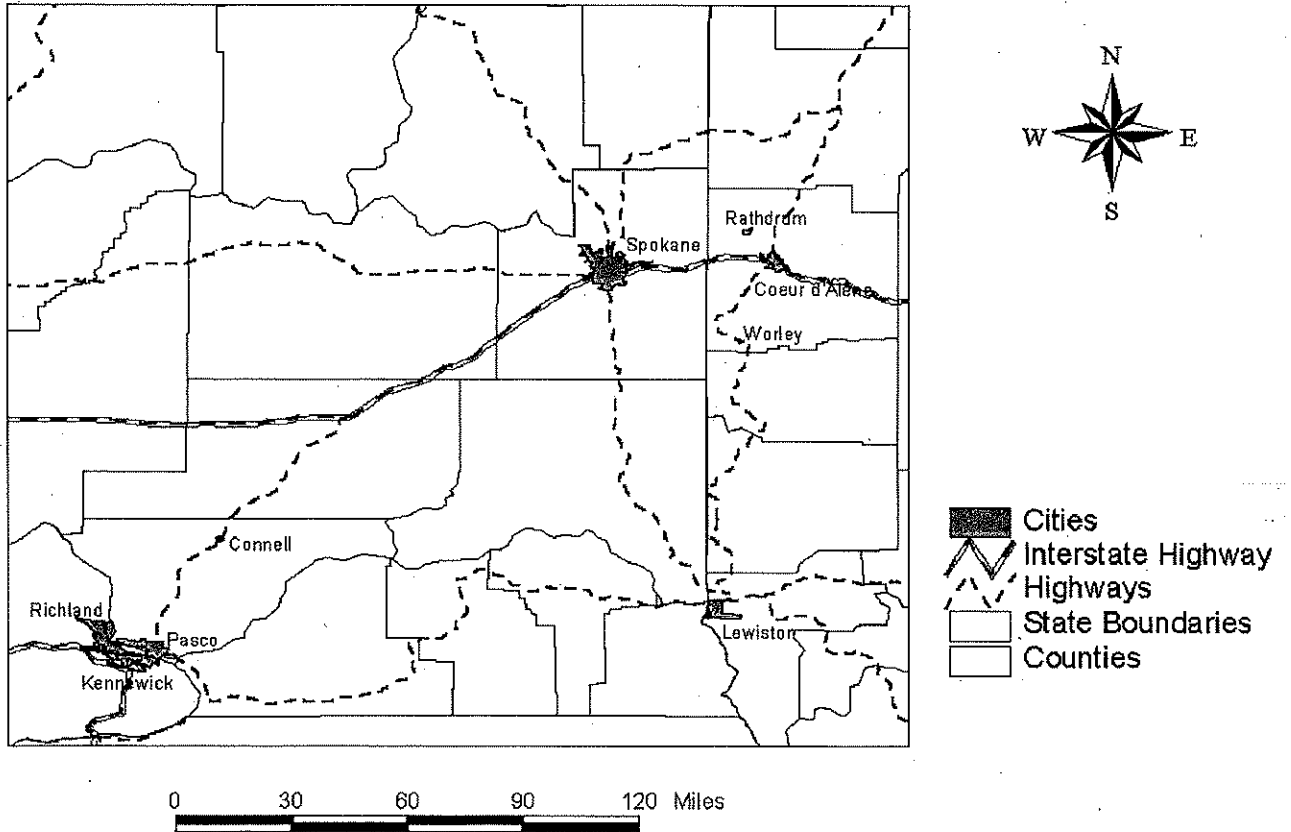 N
W E
S
Rathdrum
Spokane
Coeur d'Alene
Worley
Connell
Richland
Pasco
Kennewick
Lewiston
Cities
Interstate Highway
Highways
State Boundaries
Counties
0 30 60 90 120 Miles